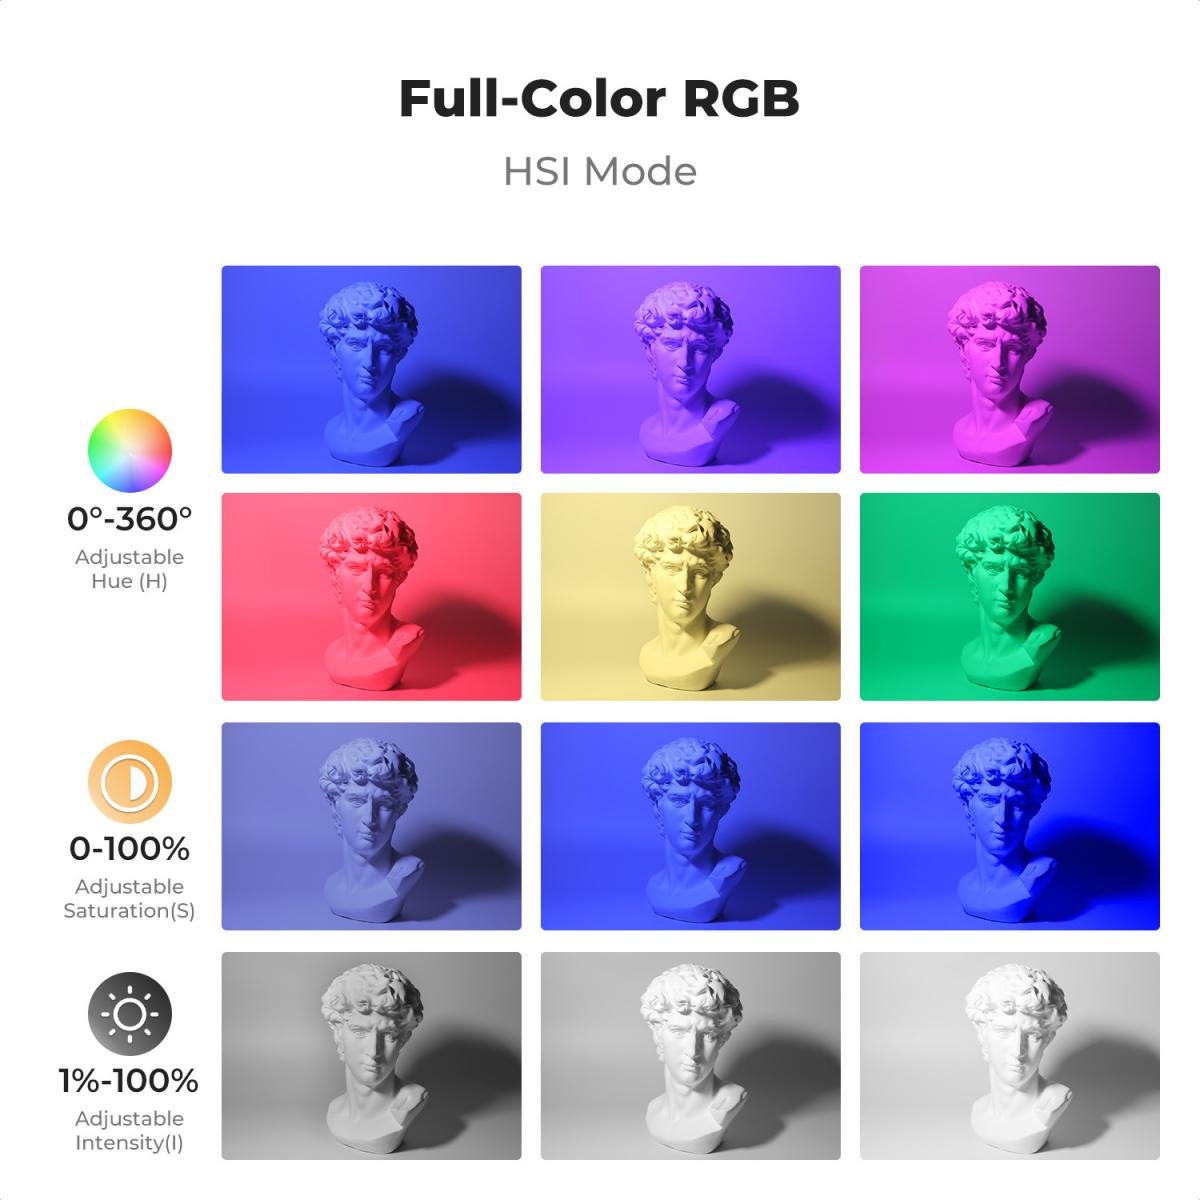 Full-Color RGB
HSI Mode
0°-360°
Adjustable
Hue (H)
0-100%
Adjustable
Saturation(S)
1%-100%
Adjustable
Intensity(I)